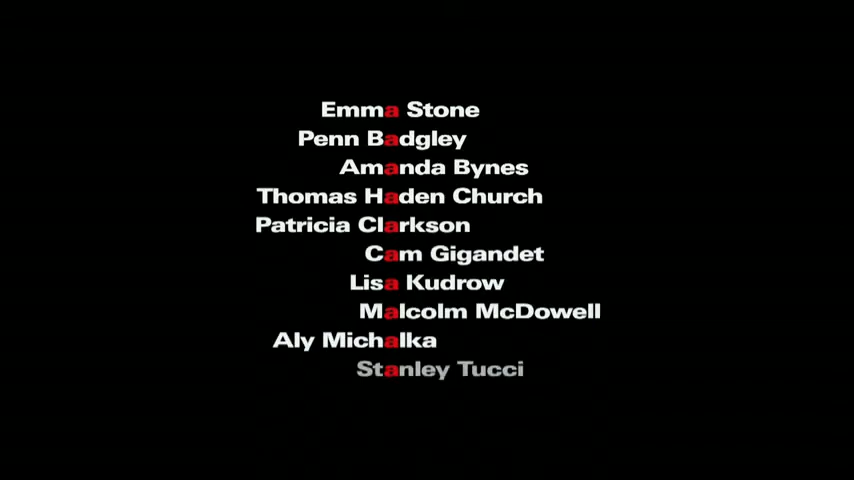 Emma Stone
Penn Badgley
Amanda Bynes
Thomas Haden Church
Patricia Clarkson
Cam Gigandet
Lisa Kudrow
Malcolm McDowell
Aly Michalka
Stanley Tucci